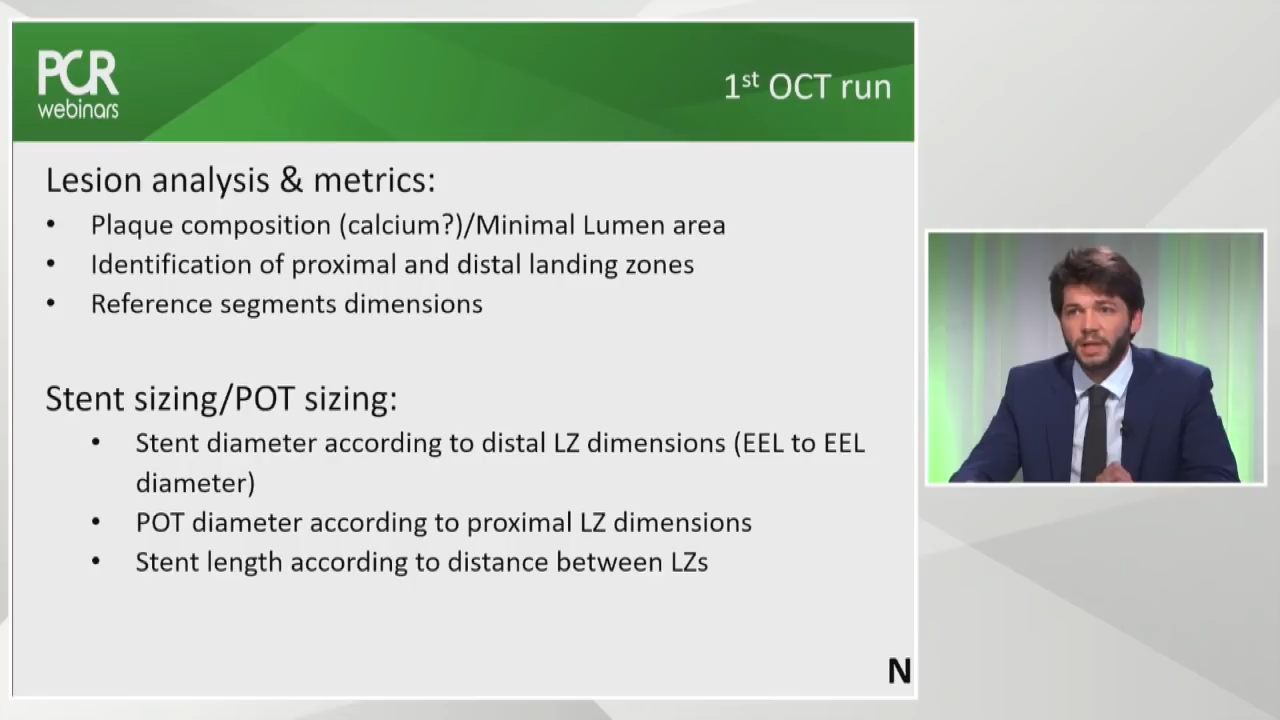 PCR
webinars
1st OCT run
Lesion analysis & metrics:
• Plaque composition (calcium?)/Minimal Lumen area
• Identification of proximal and distal landing zones
• Reference segments dimensions
Stent sizing/POT sizing:
• Stent diameter according to distal LZ dimensions (EEL to EEL
diameter)
• POT diameter according to proximal LZ dimensions
• Stent length according to distance between LZs
N